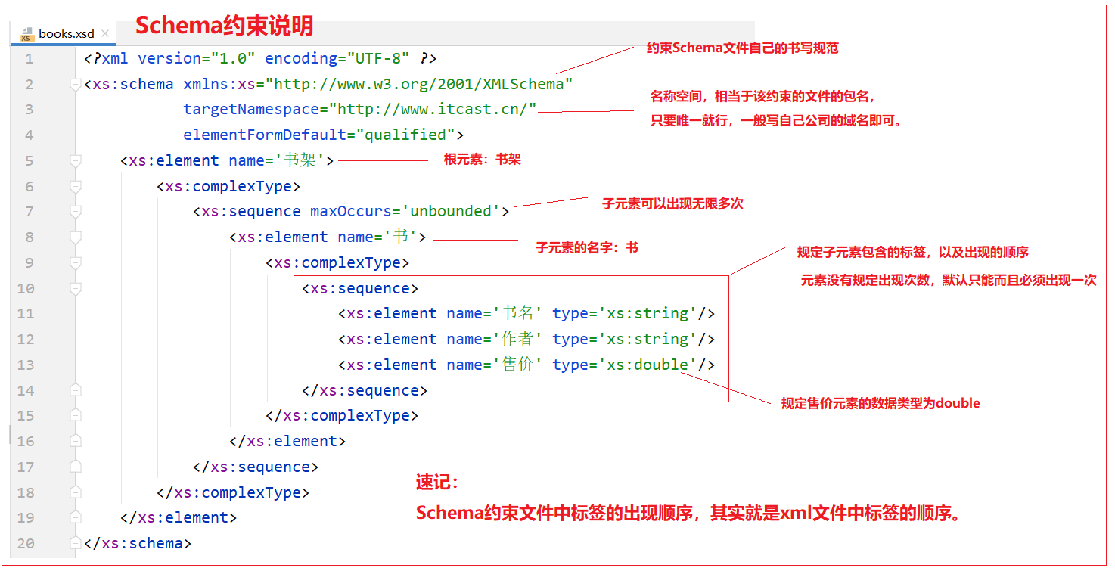 Schema约束说明
books.xsd
1 <?xml version="1.0" encoding="UTF-8" ?>
约束Schema文件自己的书写规范
2 <xs:schema xmlns:xs="http://www.w3.org/2001/XMLSchema"
名称空间，相当于该约束的文件的包名，
3 targetNamespace="http://www.itcast.cn/"
只要唯一就行，一般写自己公司的域名即可。
4 elementFormDefault="qualified">
5 <xs:element name='书架'>
根元素：书架
6 <xs:complexType>
7 <xs:sequence maxOccurs='unbounded'>
子元素可以出现无限多次
8 <xs:element name='书'>
子元素的名字：书
9 <xs:complexType>
规定子元素包含的标签，以及出现的顺序
元素没有规定出现次数，默认只能而且必须出现一次
10 <xs:sequence>
11 <xs:element name='书名' type='xs:string'/>
12 <xs:element name='作者' type='xs:string'/>
13 <xs:element name='售价' type='xs:double'/>
规定售价元素的数据类型为double
14 </xs:sequence>
15 </xs:complexType>
16 </xs:element>
17 </xs:sequence>
18 </xs:complexType>
19 </xs:element>
20 </xs:schema>
速记：
Schema约束文件中标签的出现顺序，其实就是xml文件中标签的顺序。